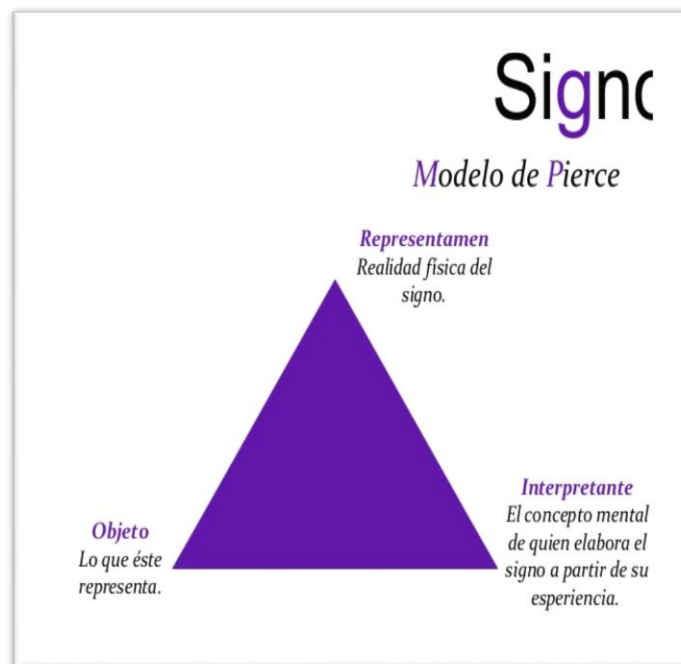 Signo
Modelo de Pierce
Representamen
Realidad física del
signo.
Interpretante
El concepto mental
de quien elabora el
signo a partir de su
experiencia.
Objeto
Lo que éste
representa.